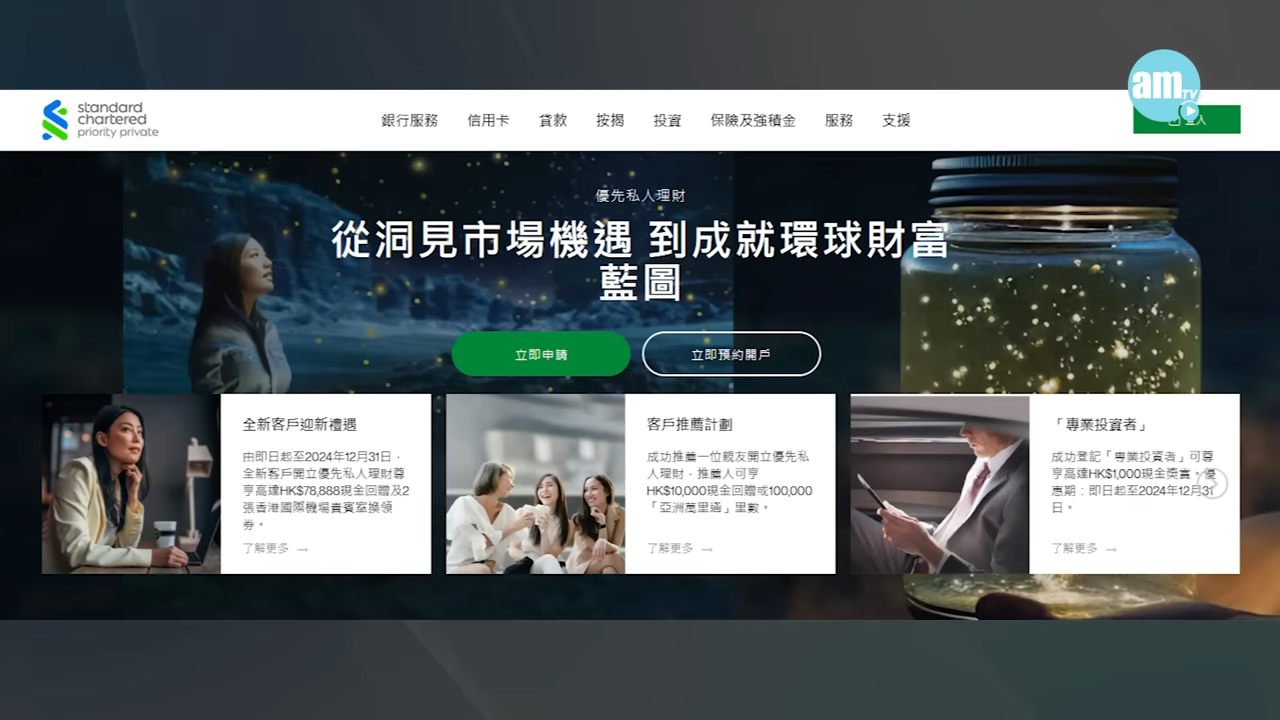 am
TV
standard
chartered
priority private
銀行服務 信用卡 貸款 按揭 投資 保險及強積金 服務 支援
優先私人理財
從洞見市場機遇 到成就環球財富
藍圖
立即申請 立即預約開戶
全新客戶迎新禮遇
由即日起至2024年12月31日，
全新客戶開立優先私人理財尊
享高達HK$78,888現金回贈及2
張香港國際機場貴賓室換領
券。
了解更多 →
客戶推薦計劃
成功推薦一位親友開立優先私
人理財，推薦人可享
HK$10,000現金回贈或100,000
「亞洲萬里通」里數。
了解更多 →
「專業投資者」
成功登記「專業投資者」可尊
享高達HK$1,000現金獎賞。優
惠期：即日起至2024年12月31
日。
了解更多 →